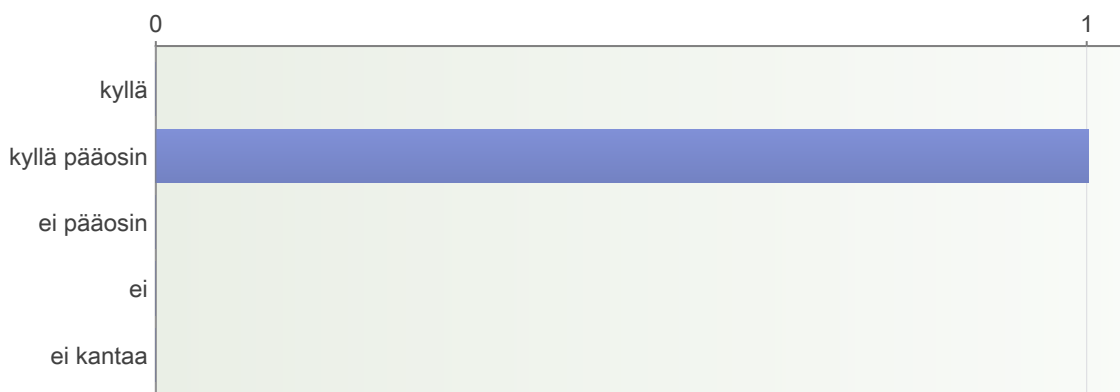 0 1
kyllä
kyllä pääosin
ei pääosin
ei
ei kantaa